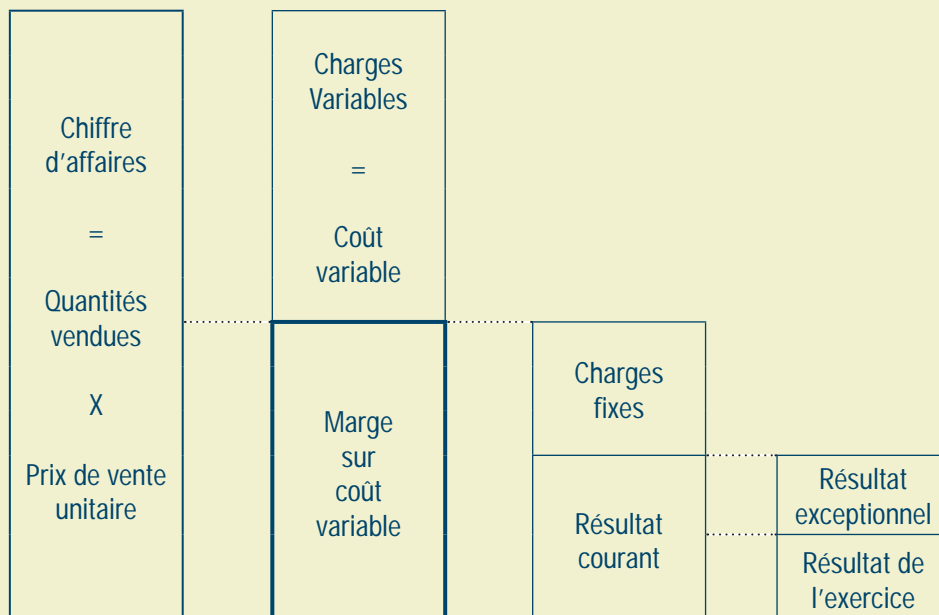 Chiffre
d'affaires
=
Quantités
vendues
X
Prix de vente
unitaire
Charges
Variables
=
Coût
variable
Marge
sur
coût
variable
Charges
fixes
Résultat
courant
Résultat
exceptionnel
Résultat de
l'exercice